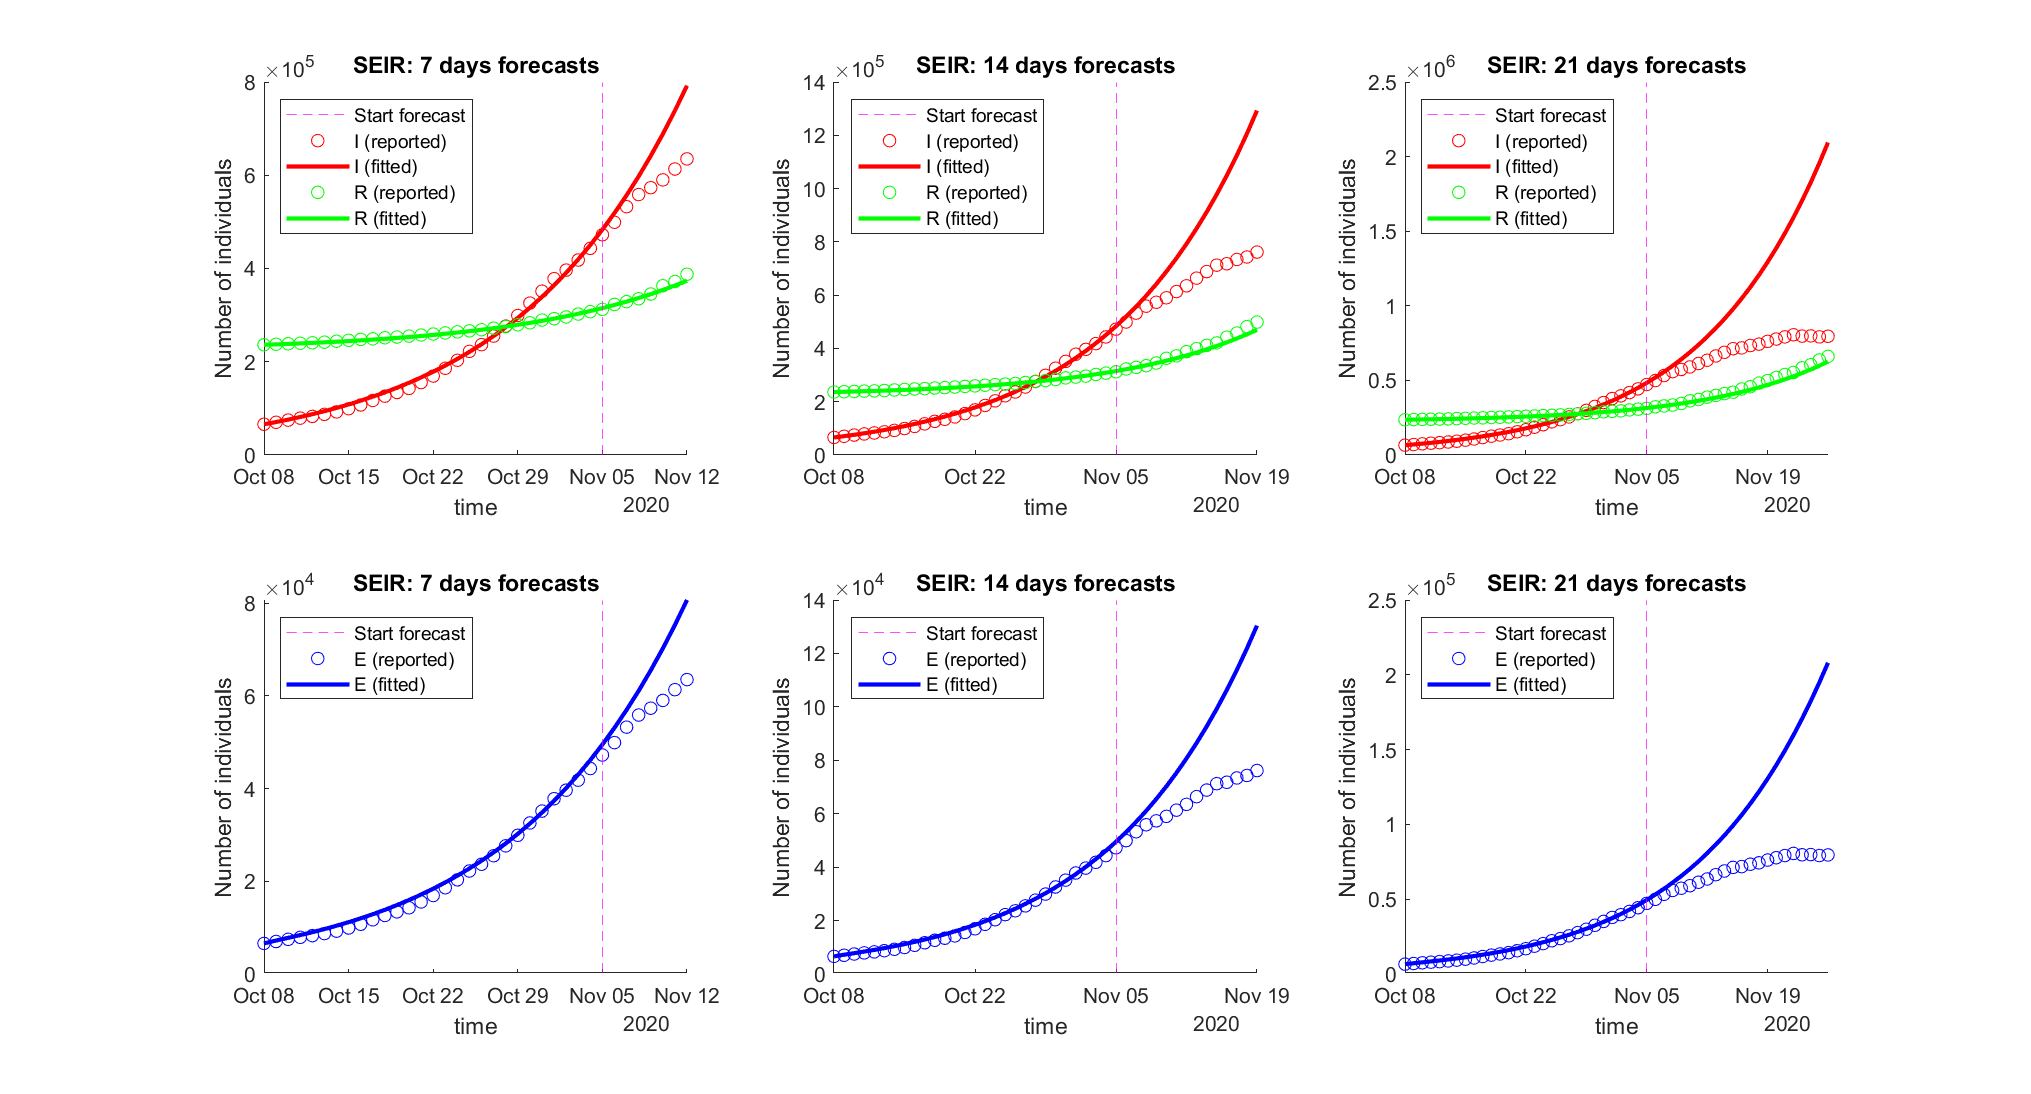 SEIR: 7 days forecasts
×10^5
8
6
4
2
0
Number of individuals
Start forecast
I (reported)
I (fitted)
R (reported)
R (fitted)
Oct 08 Oct 15 Oct 22 Oct 29 Nov 05 Nov 12
time
2020
SEIR: 14 days forecasts
×10^5
14
12
10
8
6
4
2
0
Number of individuals
Start forecast
I (reported)
I (fitted)
R (reported)
R (fitted)
Oct 08 Oct 22 Nov 05 Nov 19
time
2020
SEIR: 21 days forecasts
×10^6
2.5
2
1.5
1
0.5
0
Number of individuals
Start forecast
I (reported)
I (fitted)
R (reported)
R (fitted)
Oct 08 Oct 22 Nov 05 Nov 19
time
2020
SEIR: 7 days forecasts
×10^4
8
6
4
2
0
Number of individuals
Start forecast
E (reported)
E (fitted)
Oct 08 Oct 15 Oct 22 Oct 29 Nov 05 Nov 12
time
2020
SEIR: 14 days forecasts
×10^4
14
12
10
8
6
4
2
0
Number of individuals
Start forecast
E (reported)
E (fitted)
Oct 08 Oct 22 Nov 05 Nov 19
time
2020
SEIR: 21 days forecasts
×10^5
2.5
2
1.5
1
0.5
0
Number of individuals
Start forecast
E (reported)
E (fitted)
Oct 08 Oct 22 Nov 05 Nov 19
time
2020